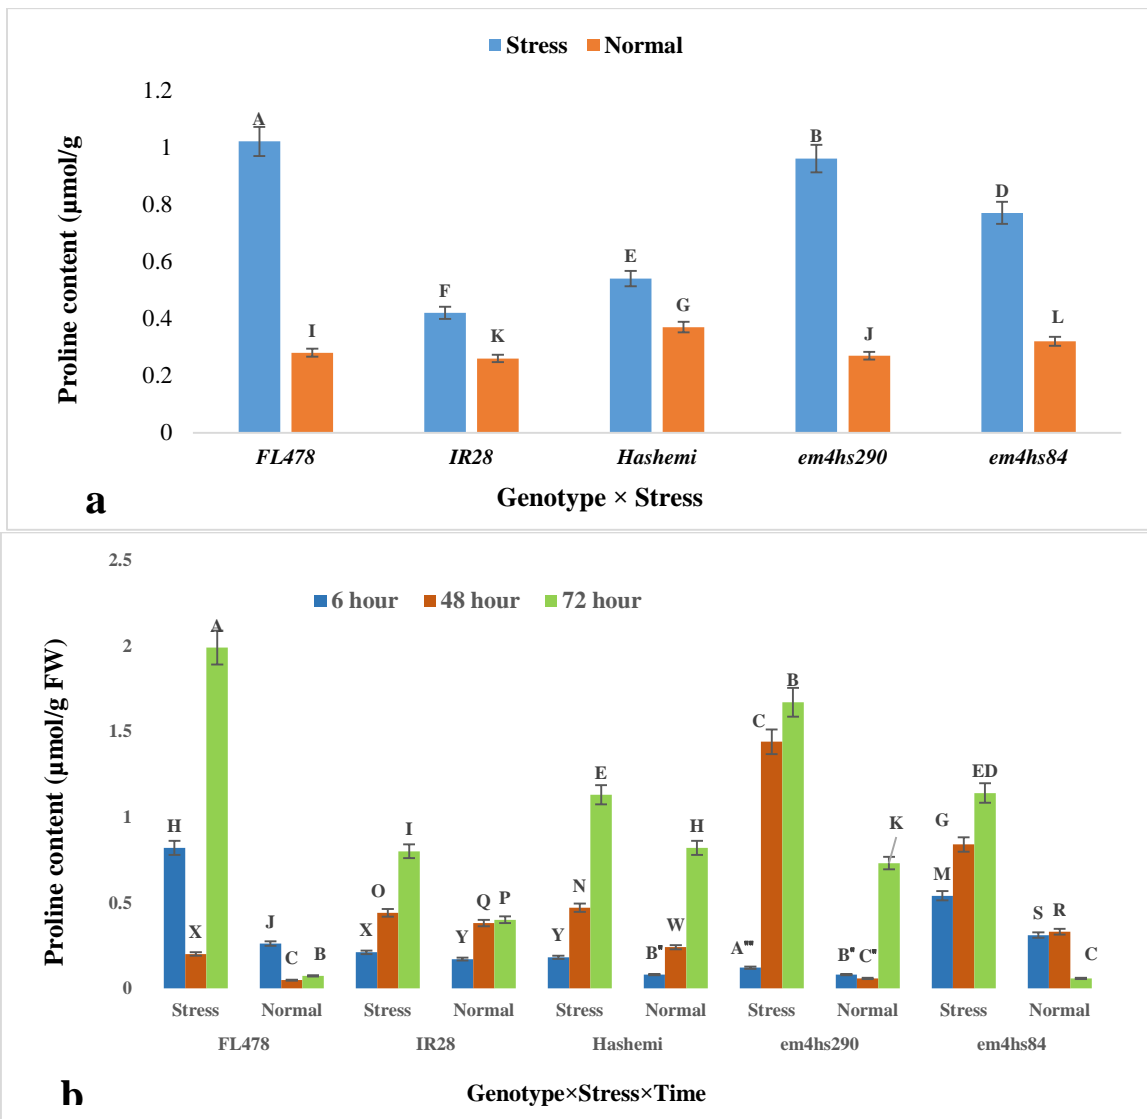 Stress Normal
Proline content (µmol/g
1.2
1
0.8
0.6
0.4
0.2
0
A
I
F
K
E
G
B
J
D
L
FL478 IR28 Hashemi em4hs290 em4hs84
Genotype × Stress
a
6 hour 48 hour 72 hour
Proline content (µmol/g FW)
2.5
2
1.5
1
0.5
0
H
X
A
J
C
B
X
O
I
Y
Q
P
Y
N
E
B"
W
H
C
B
C"
K
M
G
ED
S
R
C
Stress Normal Stress Normal Stress Normal Stress Normal Stress Normal
FL478 IR28 Hashemi em4hs290 em4hs84
Genotype×Stress×Time
b